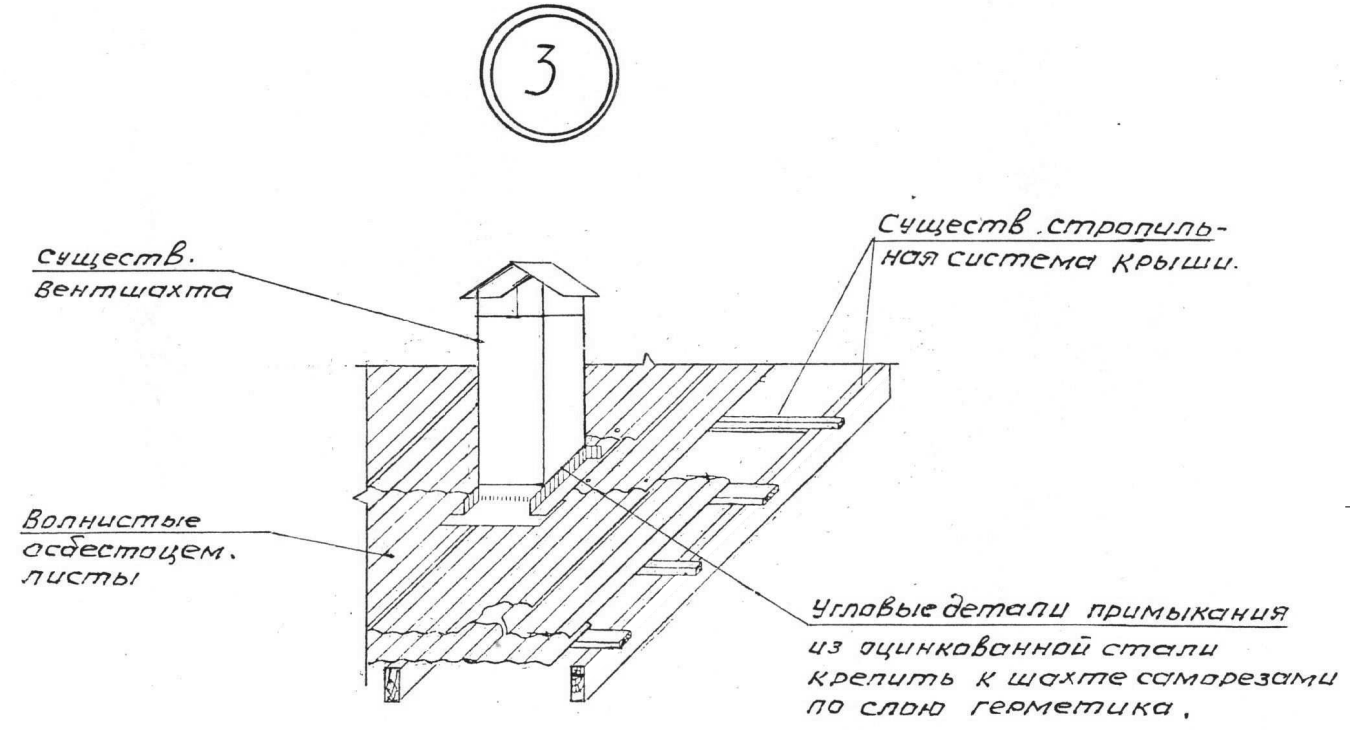 3
Существ. стропиль-
ная система крыши.
существ.
вентшахта
Волнистые
асбестоцем.
листы
Угловые детали примыкания
из оцинкованной стали
крепить к шахте саморезами
по слою герметика.